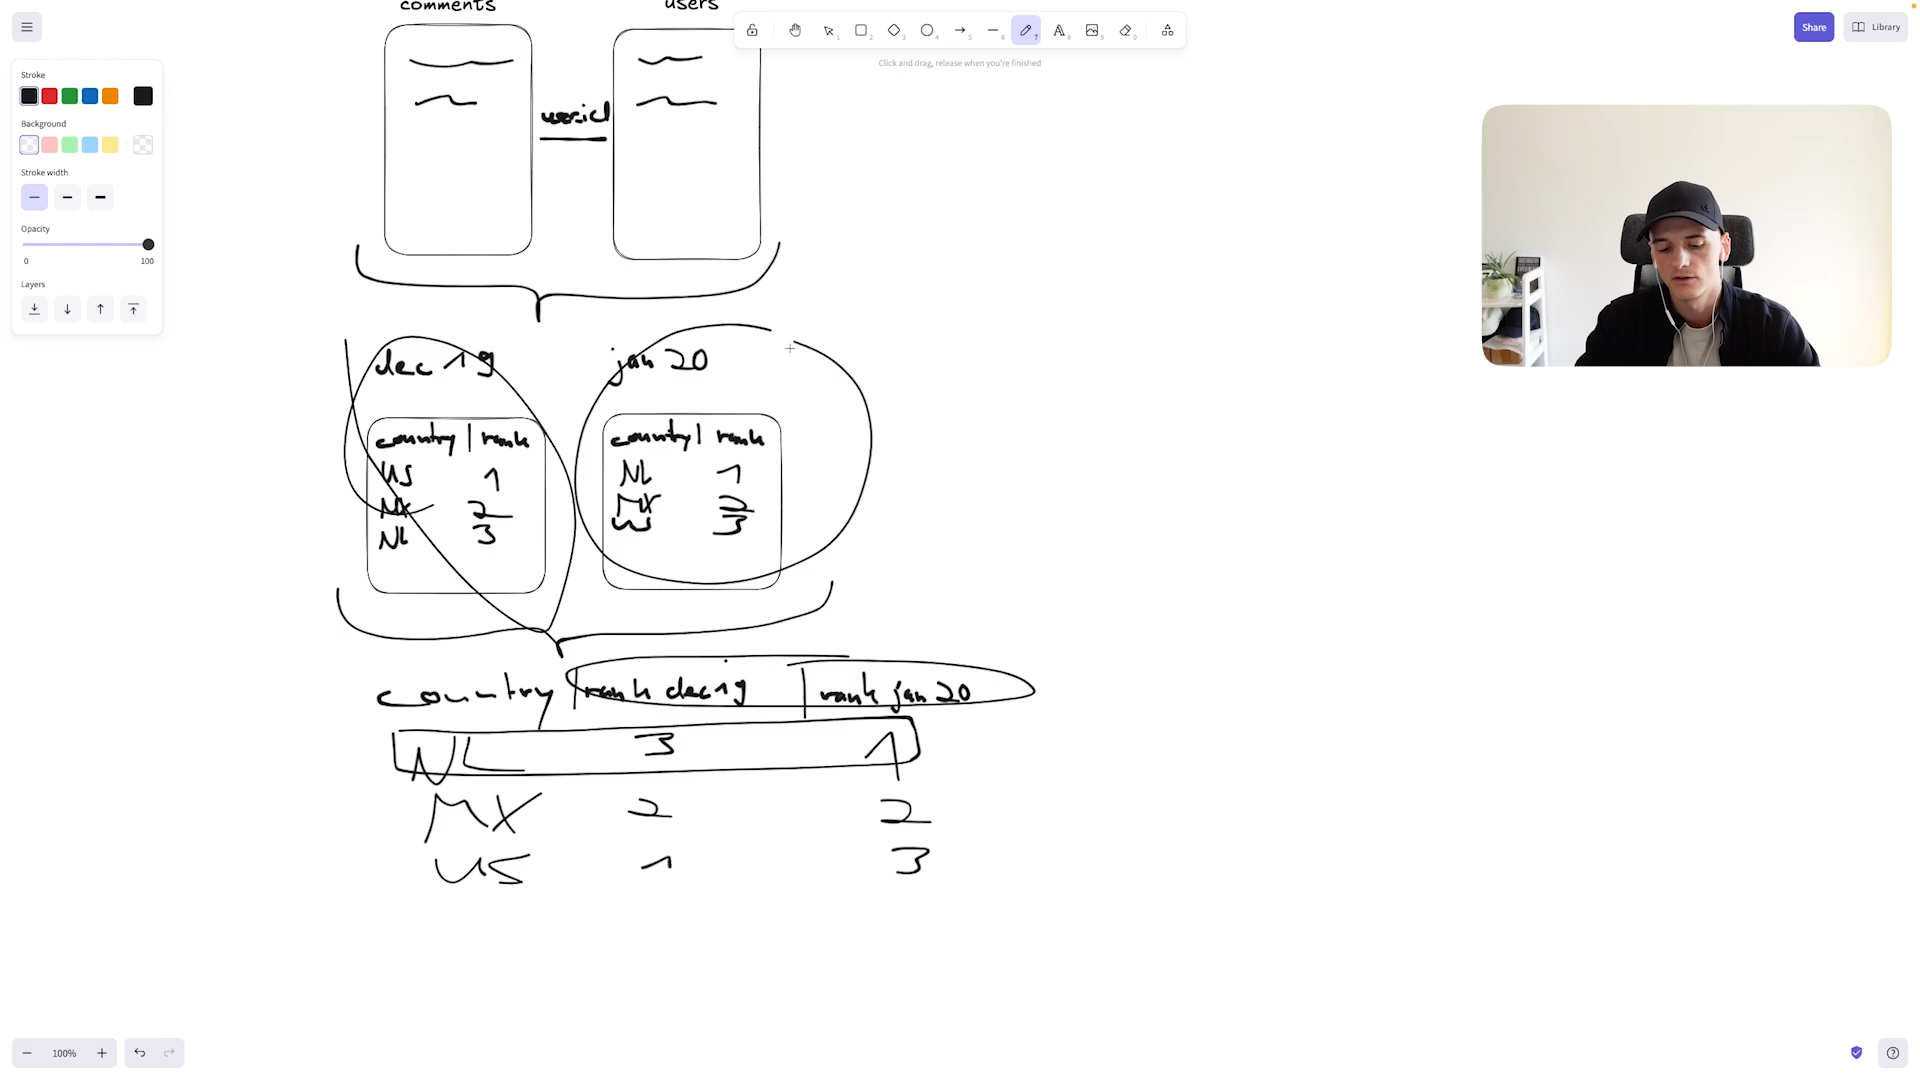 comments
users
Share
Library
Click and drag, release when you're finished
Stroke
Background
Stroke width
Opacity
0
100
Layers
userid
dec 19
jan 20
country | rank
US 1
MX 2
NL 3
country | rank
NL 1
MX 2
US 3
country | rank dec 19 | rank jan 20
NL 3 1
MX 2 2
US 1 3
100%